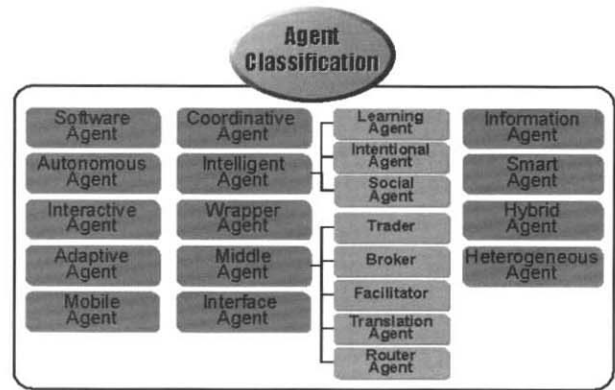 Agent
Classification
Software
Agent
Autonomous
Agent
Interactive
Agent
Adaptive
Agent
Mobile
Agent
Coordinative
Agent
Intelligent
Agent
Wrapper
Agent
Middle
Agent
Interface
Agent
Learning
Agent
Intentional
Agent
Social
Agent
Trader
Broker
Facilitator
Translation
Agent
Router
Agent
Information
Agent
Smart
Agent
Hybrid
Agent
Heterogeneous
Agent